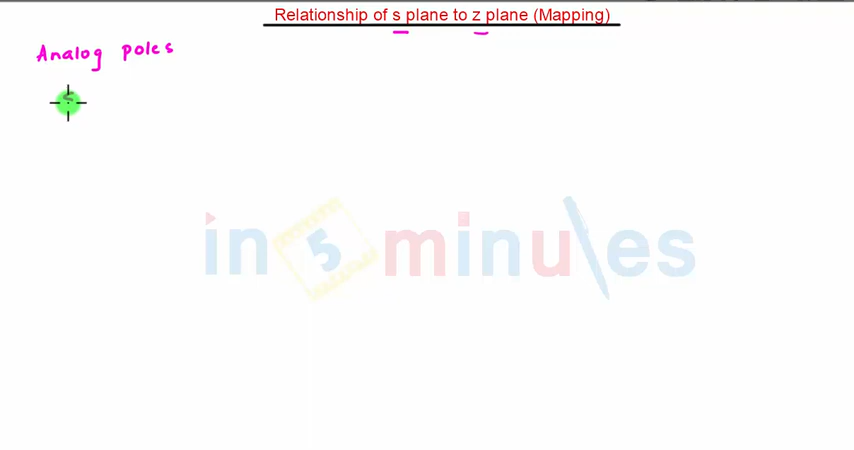 Relationship of s plane to z plane (Mapping)
Analog poles
s
in 5 minutes